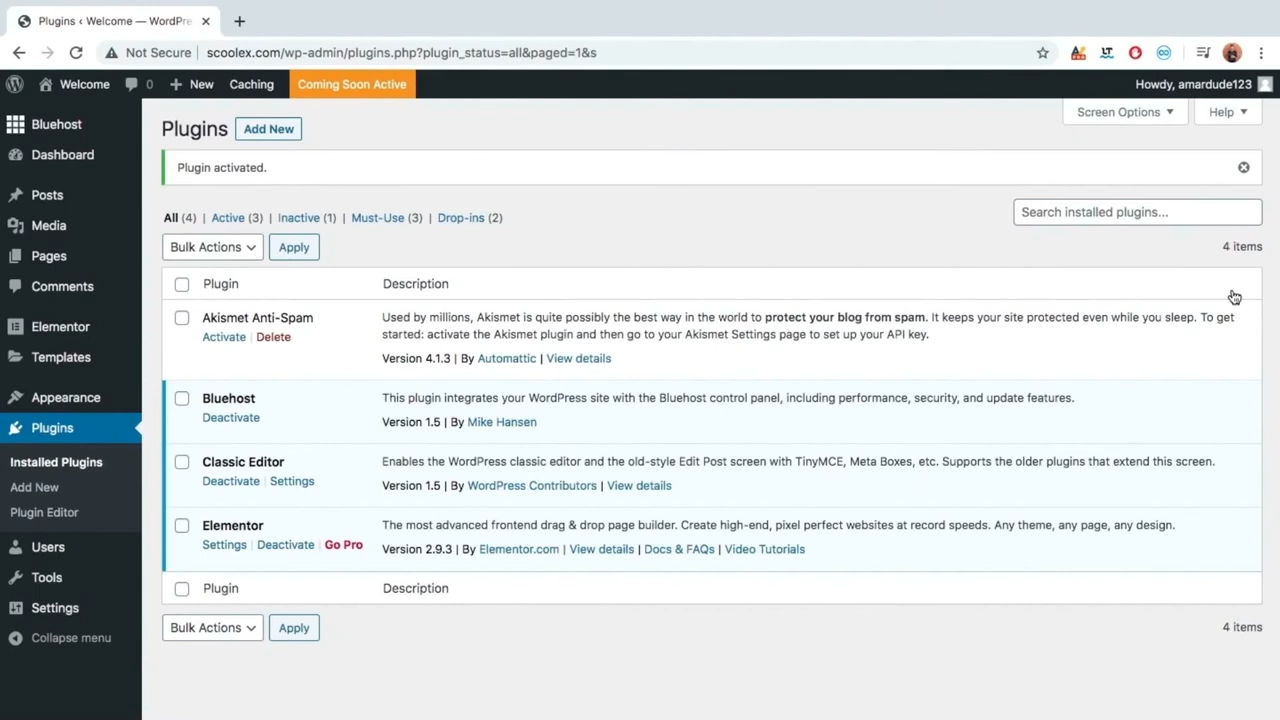 Plugins ‹ Welcome — WordPre
Not Secure | scoolex.com/wp-admin/plugins.php?plugin_status=all&paged=1&s
Welcome 0 New Caching Coming Soon Active Howdy, amardude123
Screen Options Help
Bluehost
Dashboard
Posts
Media
Pages
Comments
Elementor
Templates
Appearance
Plugins
Installed Plugins
Add New
Plugin Editor
Users
Tools
Settings
Collapse menu
Plugins Add New
Plugin activated.
All (4) | Active (3) | Inactive (1) | Must-Use (3) | Drop-ins (2)
Search installed plugins...
Bulk Actions Apply
4 items
Plugin Description
Akismet Anti-Spam
Activate | Delete
Used by millions, Akismet is quite possibly the best way in the world to protect your blog from spam. It keeps your site protected even while you sleep. To get
started: activate the Akismet plugin and then go to your Akismet Settings page to set up your API key.
Version 4.1.3 | By Automattic | View details
Bluehost
Deactivate
This plugin integrates your WordPress site with the Bluehost control panel, including performance, security, and update features.
Version 1.5 | By Mike Hansen
Classic Editor
Deactivate | Settings
Enables the WordPress classic editor and the old-style Edit Post screen with TinyMCE, Meta Boxes, etc. Supports the older plugins that extend this screen.
Version 1.5 | By WordPress Contributors | View details
Elementor
Settings | Deactivate | Go Pro
The most advanced frontend drag & drop page builder. Create high-end, pixel perfect websites at record speeds. Any theme, any page, any design.
Version 2.9.3 | By Elementor.com | View details | Docs & FAQs | Video Tutorials
Plugin Description
Bulk Actions Apply
4 items